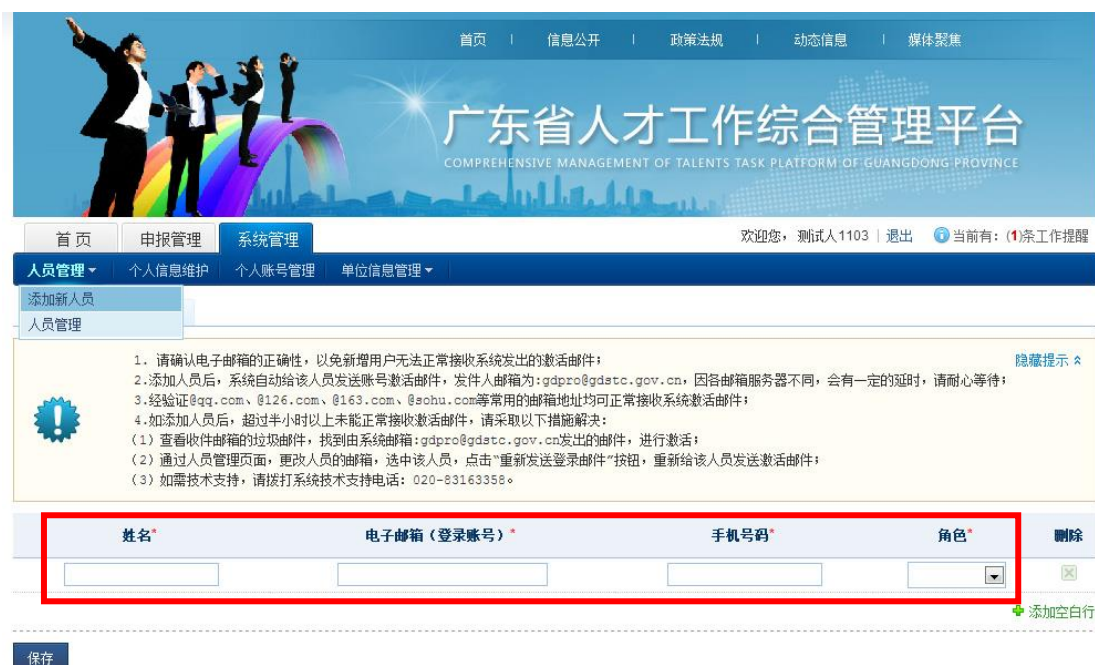 首页 | 信息公开 | 政策法规 | 动态信息 | 媒体聚焦
广东省人才工作综合管理平台
COMPREHENSIVE MANAGEMENT OF TALENTS TASK PLATFORM OF GUANGDONG PROVINCE
首 页 申报管理 系统管理 欢迎您，测试人1103 | 退出 当前有：(1)条工作提醒
人员管理 个人信息维护 个人账号管理 单位信息管理
添加新人员
人员管理
1. 请确认电子邮箱的正确性，以免新增用户无法正常接收系统发出的激活邮件； 隐藏提示
2.添加人员后，系统自动给该人员发送账号激活邮件，发件人邮箱为:gdpro@gdstc.gov.cn，因各邮箱服务器不同，会有一定的延时，请耐心等待；
3.经验证@qq.com、@126.com、@163.com、@sohu.com等常用的邮箱地址均可正常接收系统激活邮件；
4.如添加人员后，超过半小时以上未能正常接收激活邮件，请采取以下措施解决：
(1) 查看收件邮箱的垃圾邮件，找到由系统邮箱:gdpro@gdstc.gov.cn发出的邮件，进行激活；
(2) 通过人员管理页面，更改人员的邮箱，选中该人员，点击“重新发送登录邮件”按钮，重新给该人员发送激活邮件；
(3) 如需技术支持，请拨打系统技术支持电话：020-83163358。
姓名* 电子邮箱（登录账号）* 手机号码* 角色* 删除
添加空白行
保存